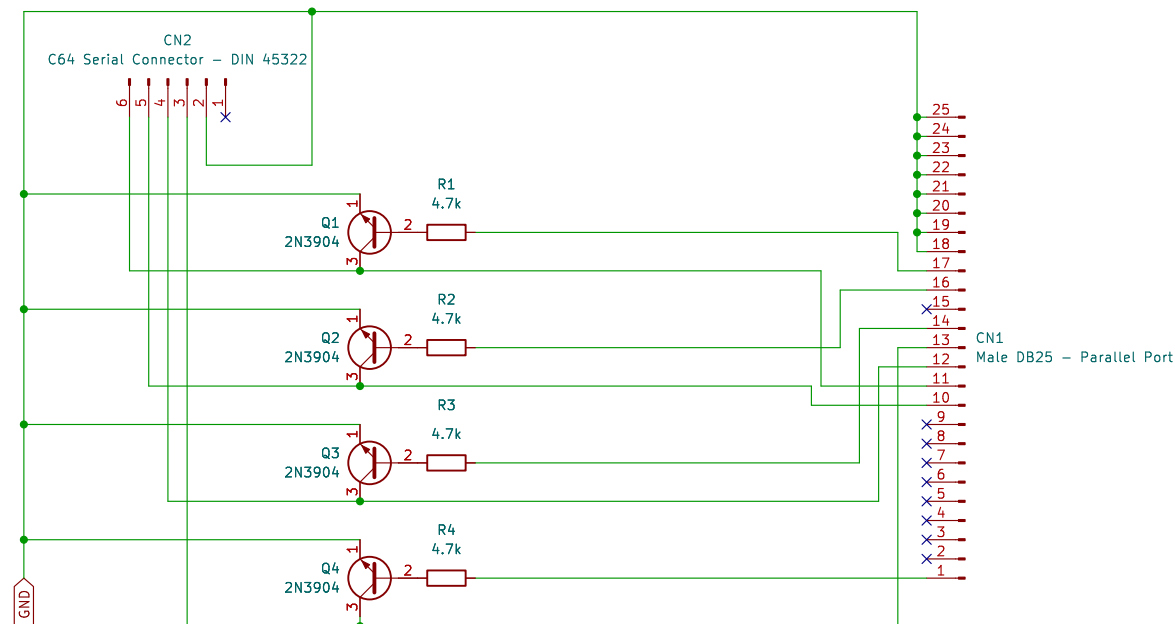 CN2
C64 Serial Connector – DIN 45322
6
5
4
3
2
1
25
24
23
22
21
20
19
18
17
16
15
14
13
12
11
10
9
8
7
6
5
4
3
2
1
CN1
Male DB25 – Parallel Port
R1
4.7k
1
Q1
2N3904
2
3
R2
4.7k
1
Q2
2N3904
2
3
R3
4.7k
1
Q3
2N3904
2
3
R4
4.7k
1
Q4
2N3904
2
3
GND